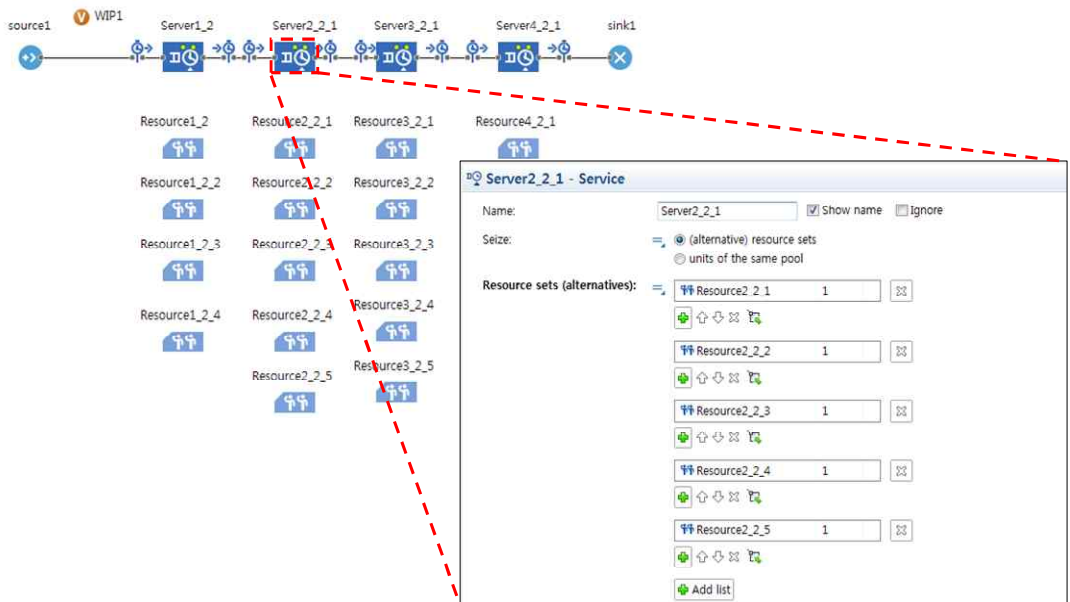 source1 V WIP1 Server1_2 Server2_2_1 Server3_2_1 Server4_2_1 sink1
Resource1_2 Resource2_2_1 Resource3_2_1 Resource4_2_1
Resource1_2_2 Resource2_2_2 Resource3_2_2
Resource1_2_3 Resource2_2_3 Resource3_2_3
Resource1_2_4 Resource2_2_4 Resource3_2_4
Resource2_2_5 Resource3_2_5
Server2_2_1 - Service
Name: Server2_2_1 Show name Ignore
Seize: (alternative) resource sets
units of the same pool
Resource sets (alternatives): Resource2_2_1 1
Resource2_2_2 1
Resource2_2_3 1
Resource2_2_4 1
Resource2_2_5 1
Add list